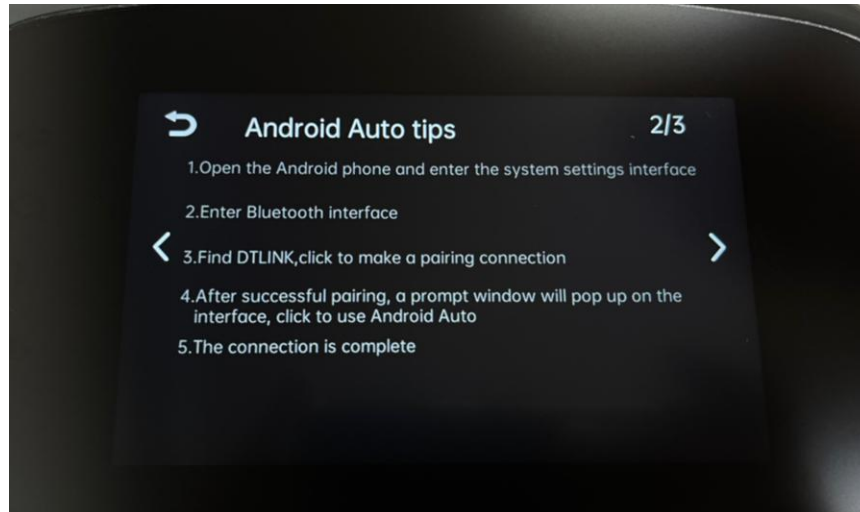 Android Auto tips
2/3
1.Open the Android phone and enter the system settings interface
2.Enter Bluetooth interface
3.Find DTLINK,click to make a pairing connection
4.After successful pairing, a prompt window will pop up on the
interface, click to use Android Auto
5.The connection is complete